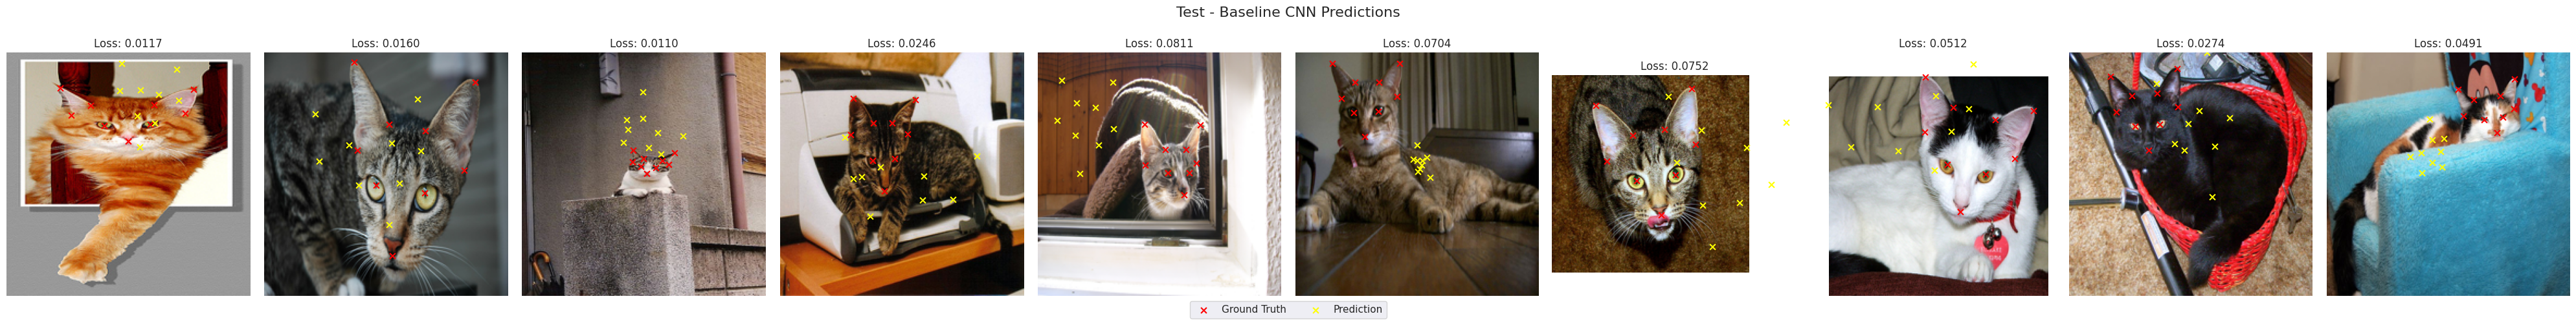 Test - Baseline CNN Predictions
Loss: 0.0117
Loss: 0.0160
Loss: 0.0110
Loss: 0.0246
Loss: 0.0811
Loss: 0.0704
Loss: 0.0752
Loss: 0.0512
Loss: 0.0274
Loss: 0.0491
Ground Truth
Prediction